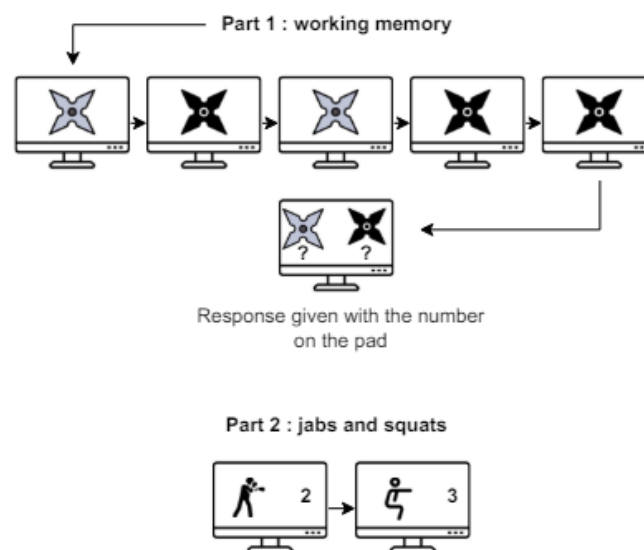 Part 1 : working memory
? ?
Response given with the number
on the pad
Part 2 : jabs and squats
2 3